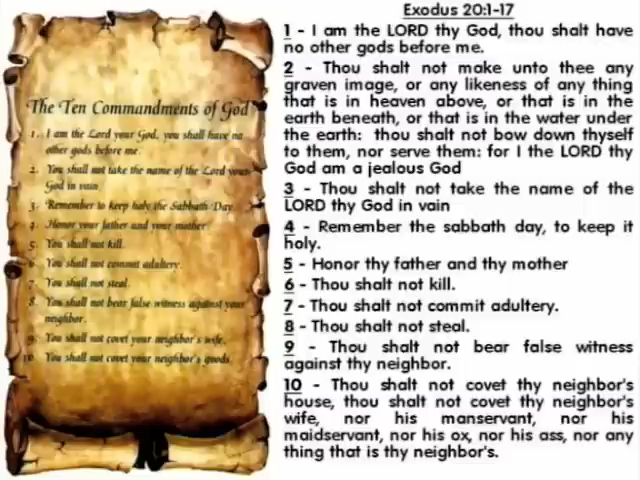 The Ten Commandments of God
1. I am the Lord your God, you shall have no
other gods before me.
2. You shall not take the name of the Lord your
God in vain
3. Remember to keep holy the Sabbath Day.
4. Honor your father and your mother
5. You shall not kill.
6. You shall not commit adultery.
7. You shall not steal.
8. You shall not bear false witness against your
neighbor.
9. You shall not covet your neighbor's wife.
10. You shall not covet your neighbor's goods.
Exodus 20:1-17
1 - I am the LORD thy God, thou shalt have
no other gods before me.
2 - Thou shalt not make unto thee any
graven image, or any likeness of any thing
that is in heaven above, or that is in the
earth beneath, or that is in the water under
the earth: thou shalt not bow down thyself
to them, nor serve them: for I the LORD thy
God am a jealous God
3 - Thou shalt not take the name of the
LORD thy God in vain
4 - Remember the sabbath day, to keep it
holy.
5 - Honor thy father and thy mother
6 - Thou shalt not kill.
7 - Thou shalt not commit adultery.
8 - Thou shalt not steal.
9 - Thou shalt not bear false witness
against thy neighbor.
10 - Thou shalt not covet thy neighbor's
house, thou shalt not covet thy neighbor's
wife, nor his manservant, nor his
maidservant, nor his ox, nor his ass, nor any
thing that is thy neighbor's.